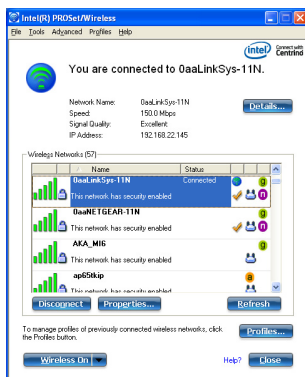 Intel(R) PROSet/Wireless
File Tools Advanced Profiles Help
intel Connect with Centrino
You are connected to 0aaLinkSys-11N.
Network Name: 0aaLinkSys-11N
Speed: 150.0 Mbps
Signal Quality: Excellent
IP Address: 192.168.22.145
Details...
Wireless Networks (57)
Name Status
0aaLinkSys-11N Connected g
This network has security enabled n
0aaNETGEAR-11N g
This network has security enabled n
AKA_MI6 g
This network has security enabled
ap65tkip a
This network has security enabled
Disconnect Properties... Refresh
To manage profiles of previously connected wireless networks, click
the Profiles button.
Profiles...
Wireless On Help? Close